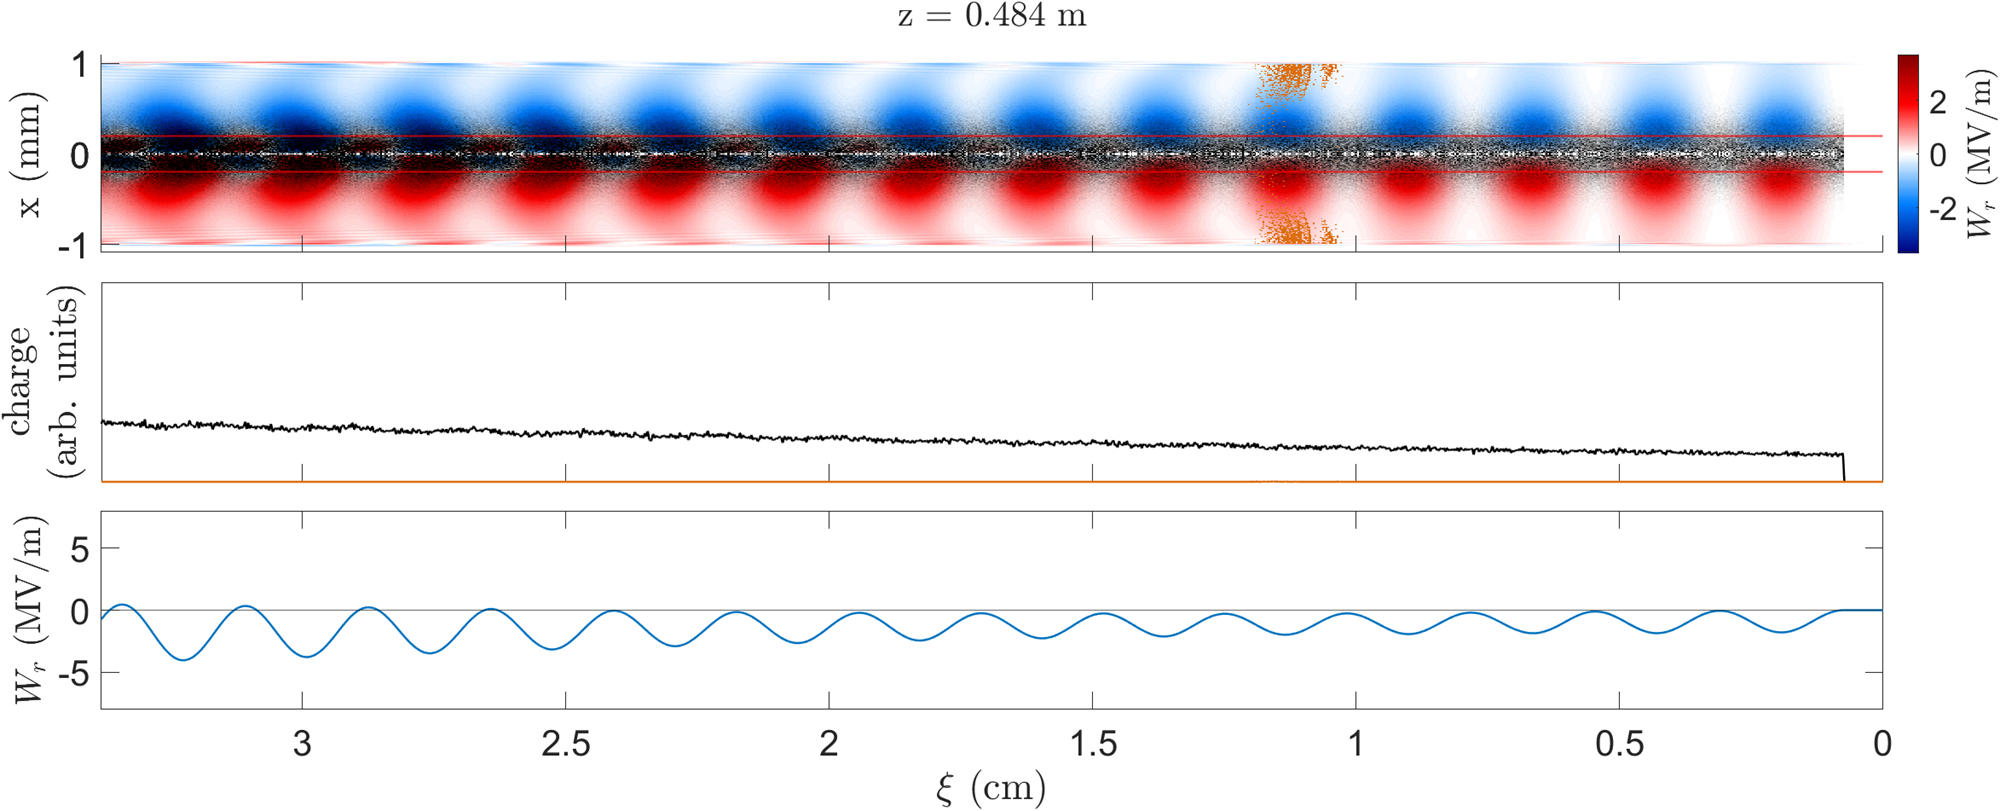 z = 0.484 m
1
0
-1
x (mm)
2
0
-2
W_r (MV/m)
charge
(arb. units)
5
0
-5
W_r (MV/m)
3
2.5
2
1.5
1
0.5
0
ξ (cm)